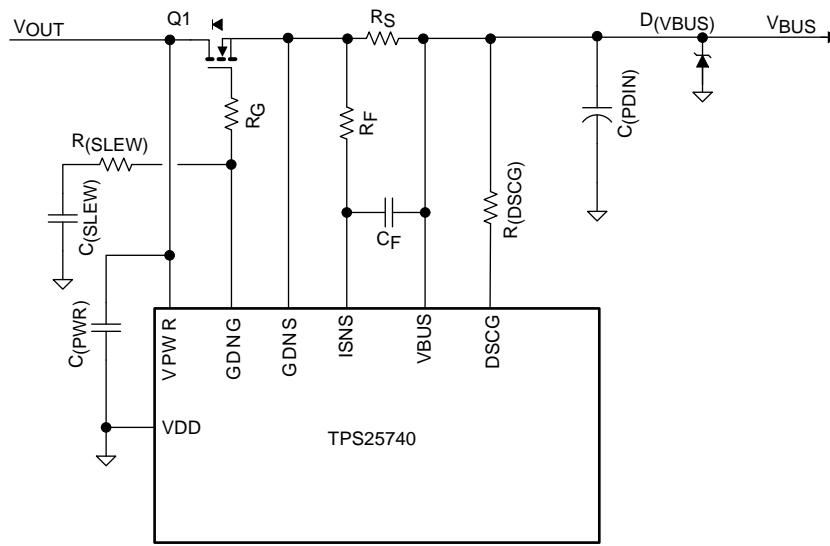 VOUT
Q1
RS
D(VBUS)
VBUS
RG
RF
C(PDIN)
R(SLEW)
C(SLEW)
CF
R(DSCG)
C(PWR)
VPWR
GDNG
GDNS
ISNS
VBUS
DSCG
VDD
TPS25740